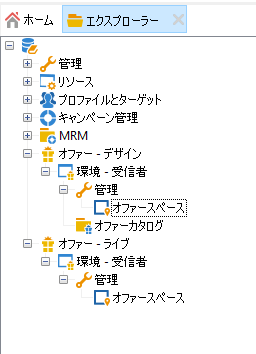 ホーム エクスプローラー
管理
リソース
プロファイルとターゲット
キャンペーン管理
MRM
オファー - デザイン
環境 - 受信者
管理
オファースペース
オファーカタログ
オファー - ライブ
環境 - 受信者
管理
オファースペース